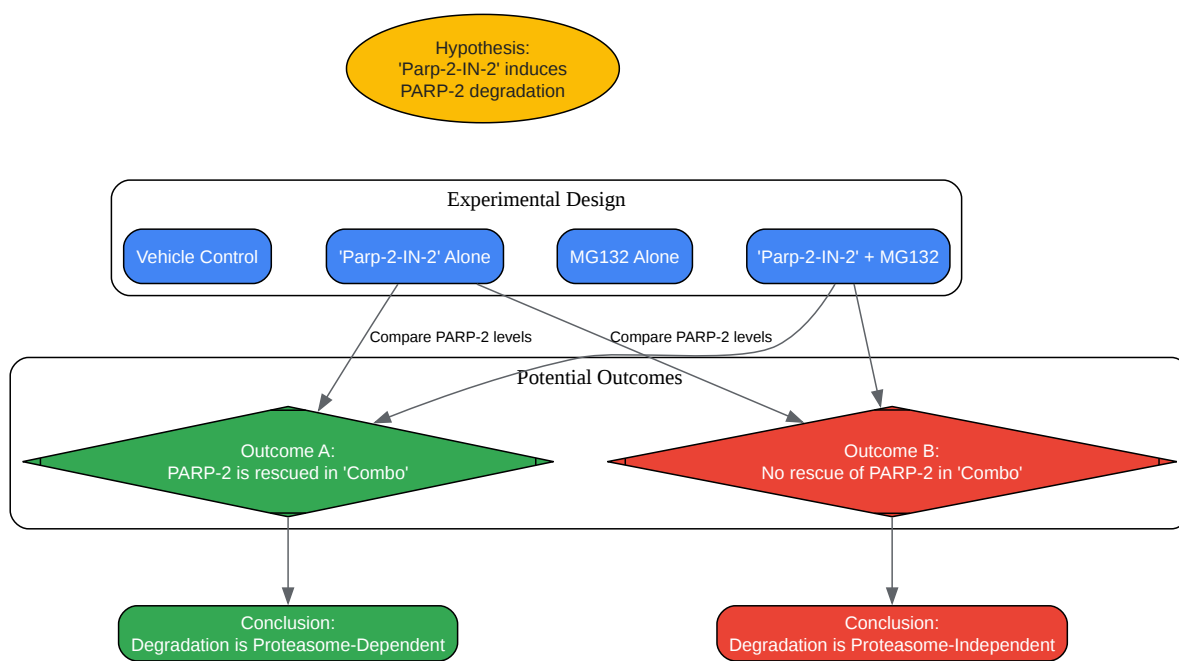 Hypothesis:
'Parp-2-IN-2' induces
PARP-2 degradation
Experimental Design
Vehicle Control
'Parp-2-IN-2' Alone
MG132 Alone
'Parp-2-IN-2' + MG132
Compare PARP-2 levels
Compare PARP-2 levels
Potential Outcomes
Outcome A:
PARP-2 is rescued in 'Combo'
Outcome B:
No rescue of PARP-2 in 'Combo'
Conclusion:
Degradation is Proteasome-Dependent
Conclusion:
Degradation is Proteasome-Independent